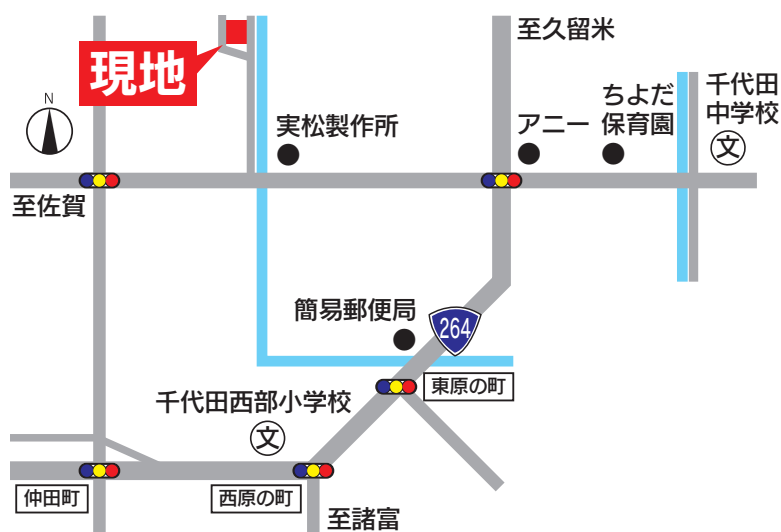 至久留米
現地
千代田
中学校
文
ちよだ
保育園
アニー
N
実松製作所
至佐賀
簡易郵便局
264
東原の町
千代田西部小学校
文
仲田町
西原の町
至諸富